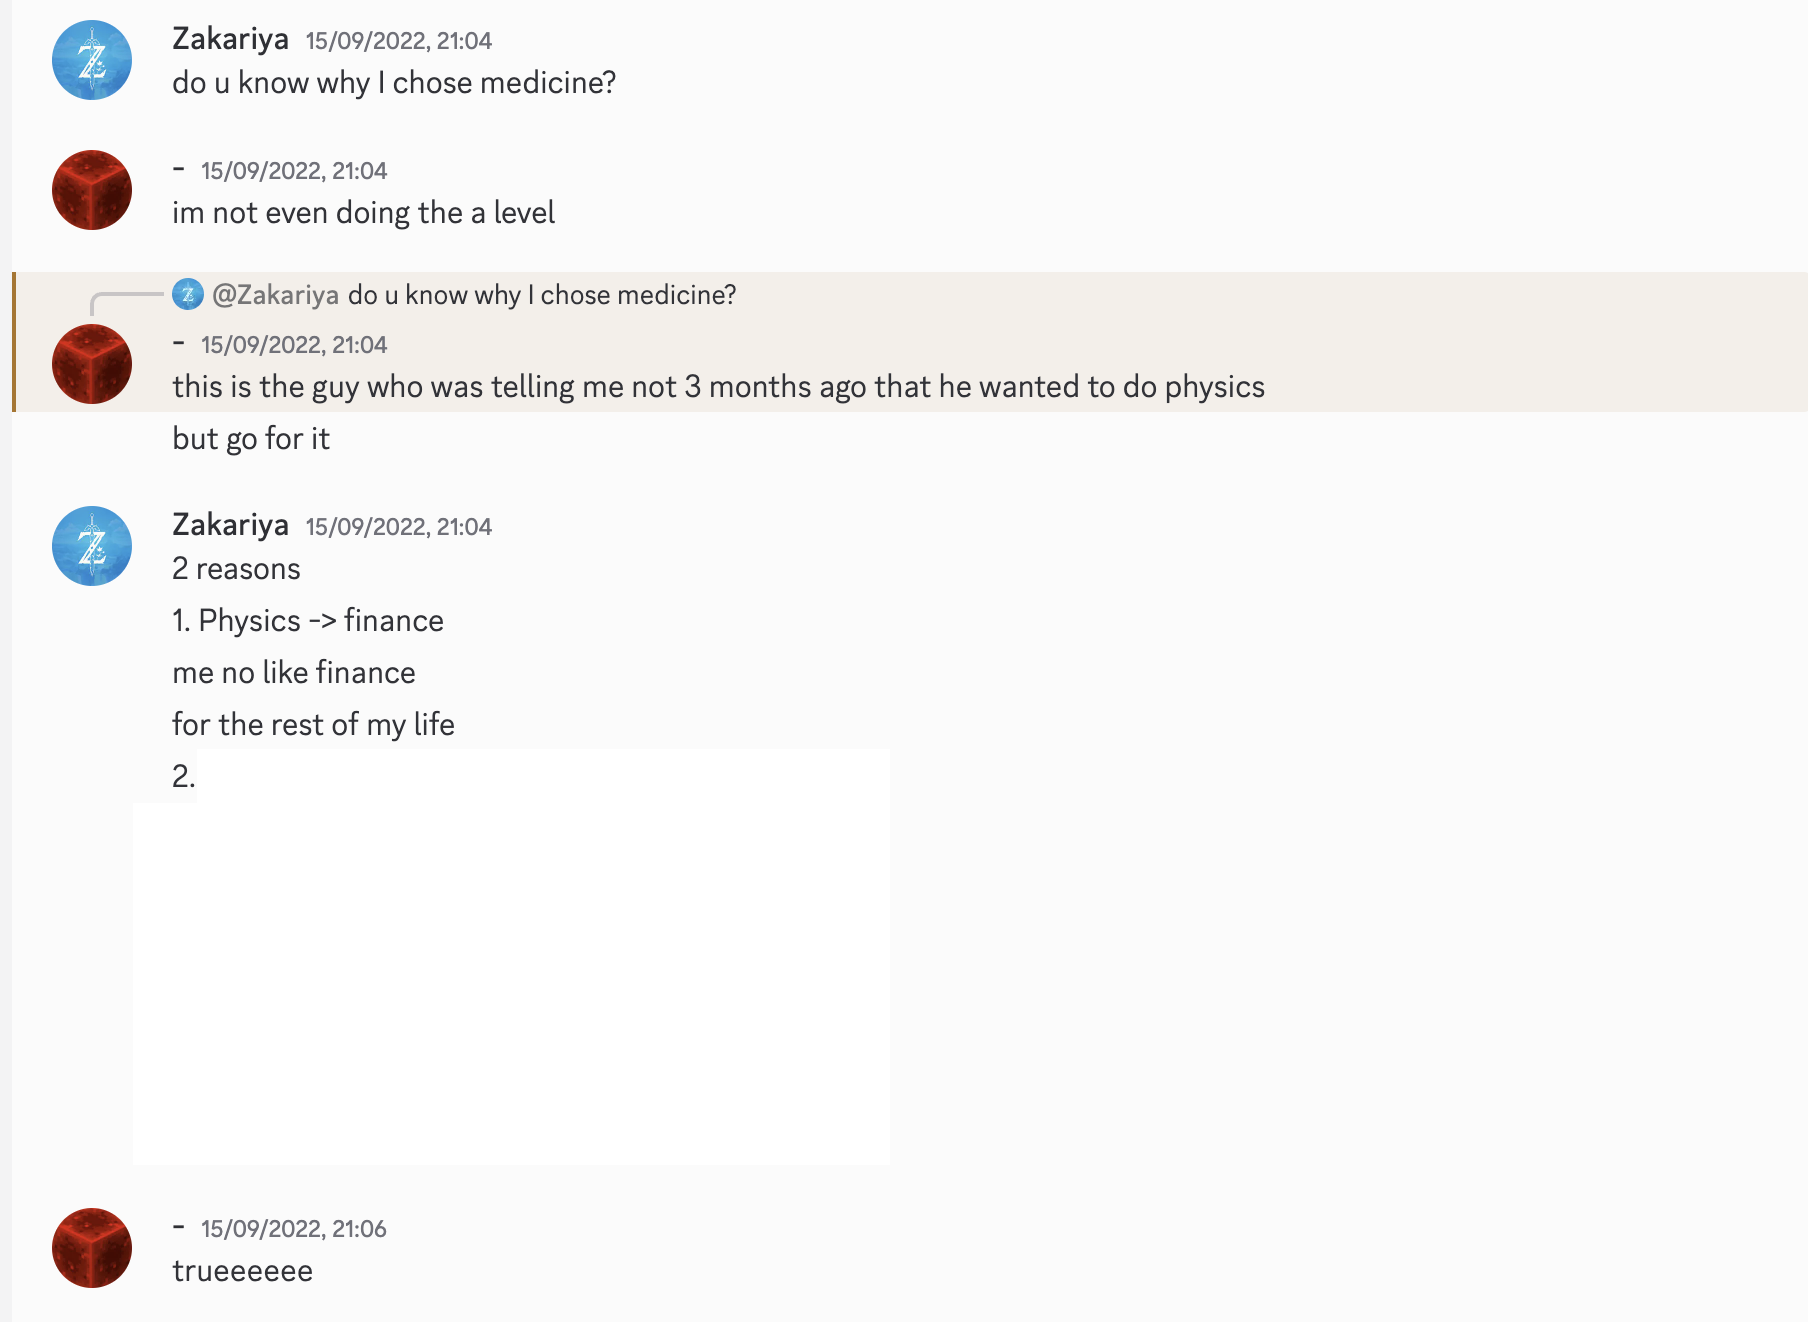 Zakariya 15/09/2022, 21:04
do u know why I chose medicine?
- 15/09/2022, 21:04
im not even doing the a level
@Zakariya do u know why I chose medicine?
- 15/09/2022, 21:04
this is the guy who was telling me not 3 months ago that he wanted to do physics
but go for it
Zakariya 15/09/2022, 21:04
2 reasons
1. Physics -> finance
me no like finance
for the rest of my life
2.
- 15/09/2022, 21:06
trueeeeee